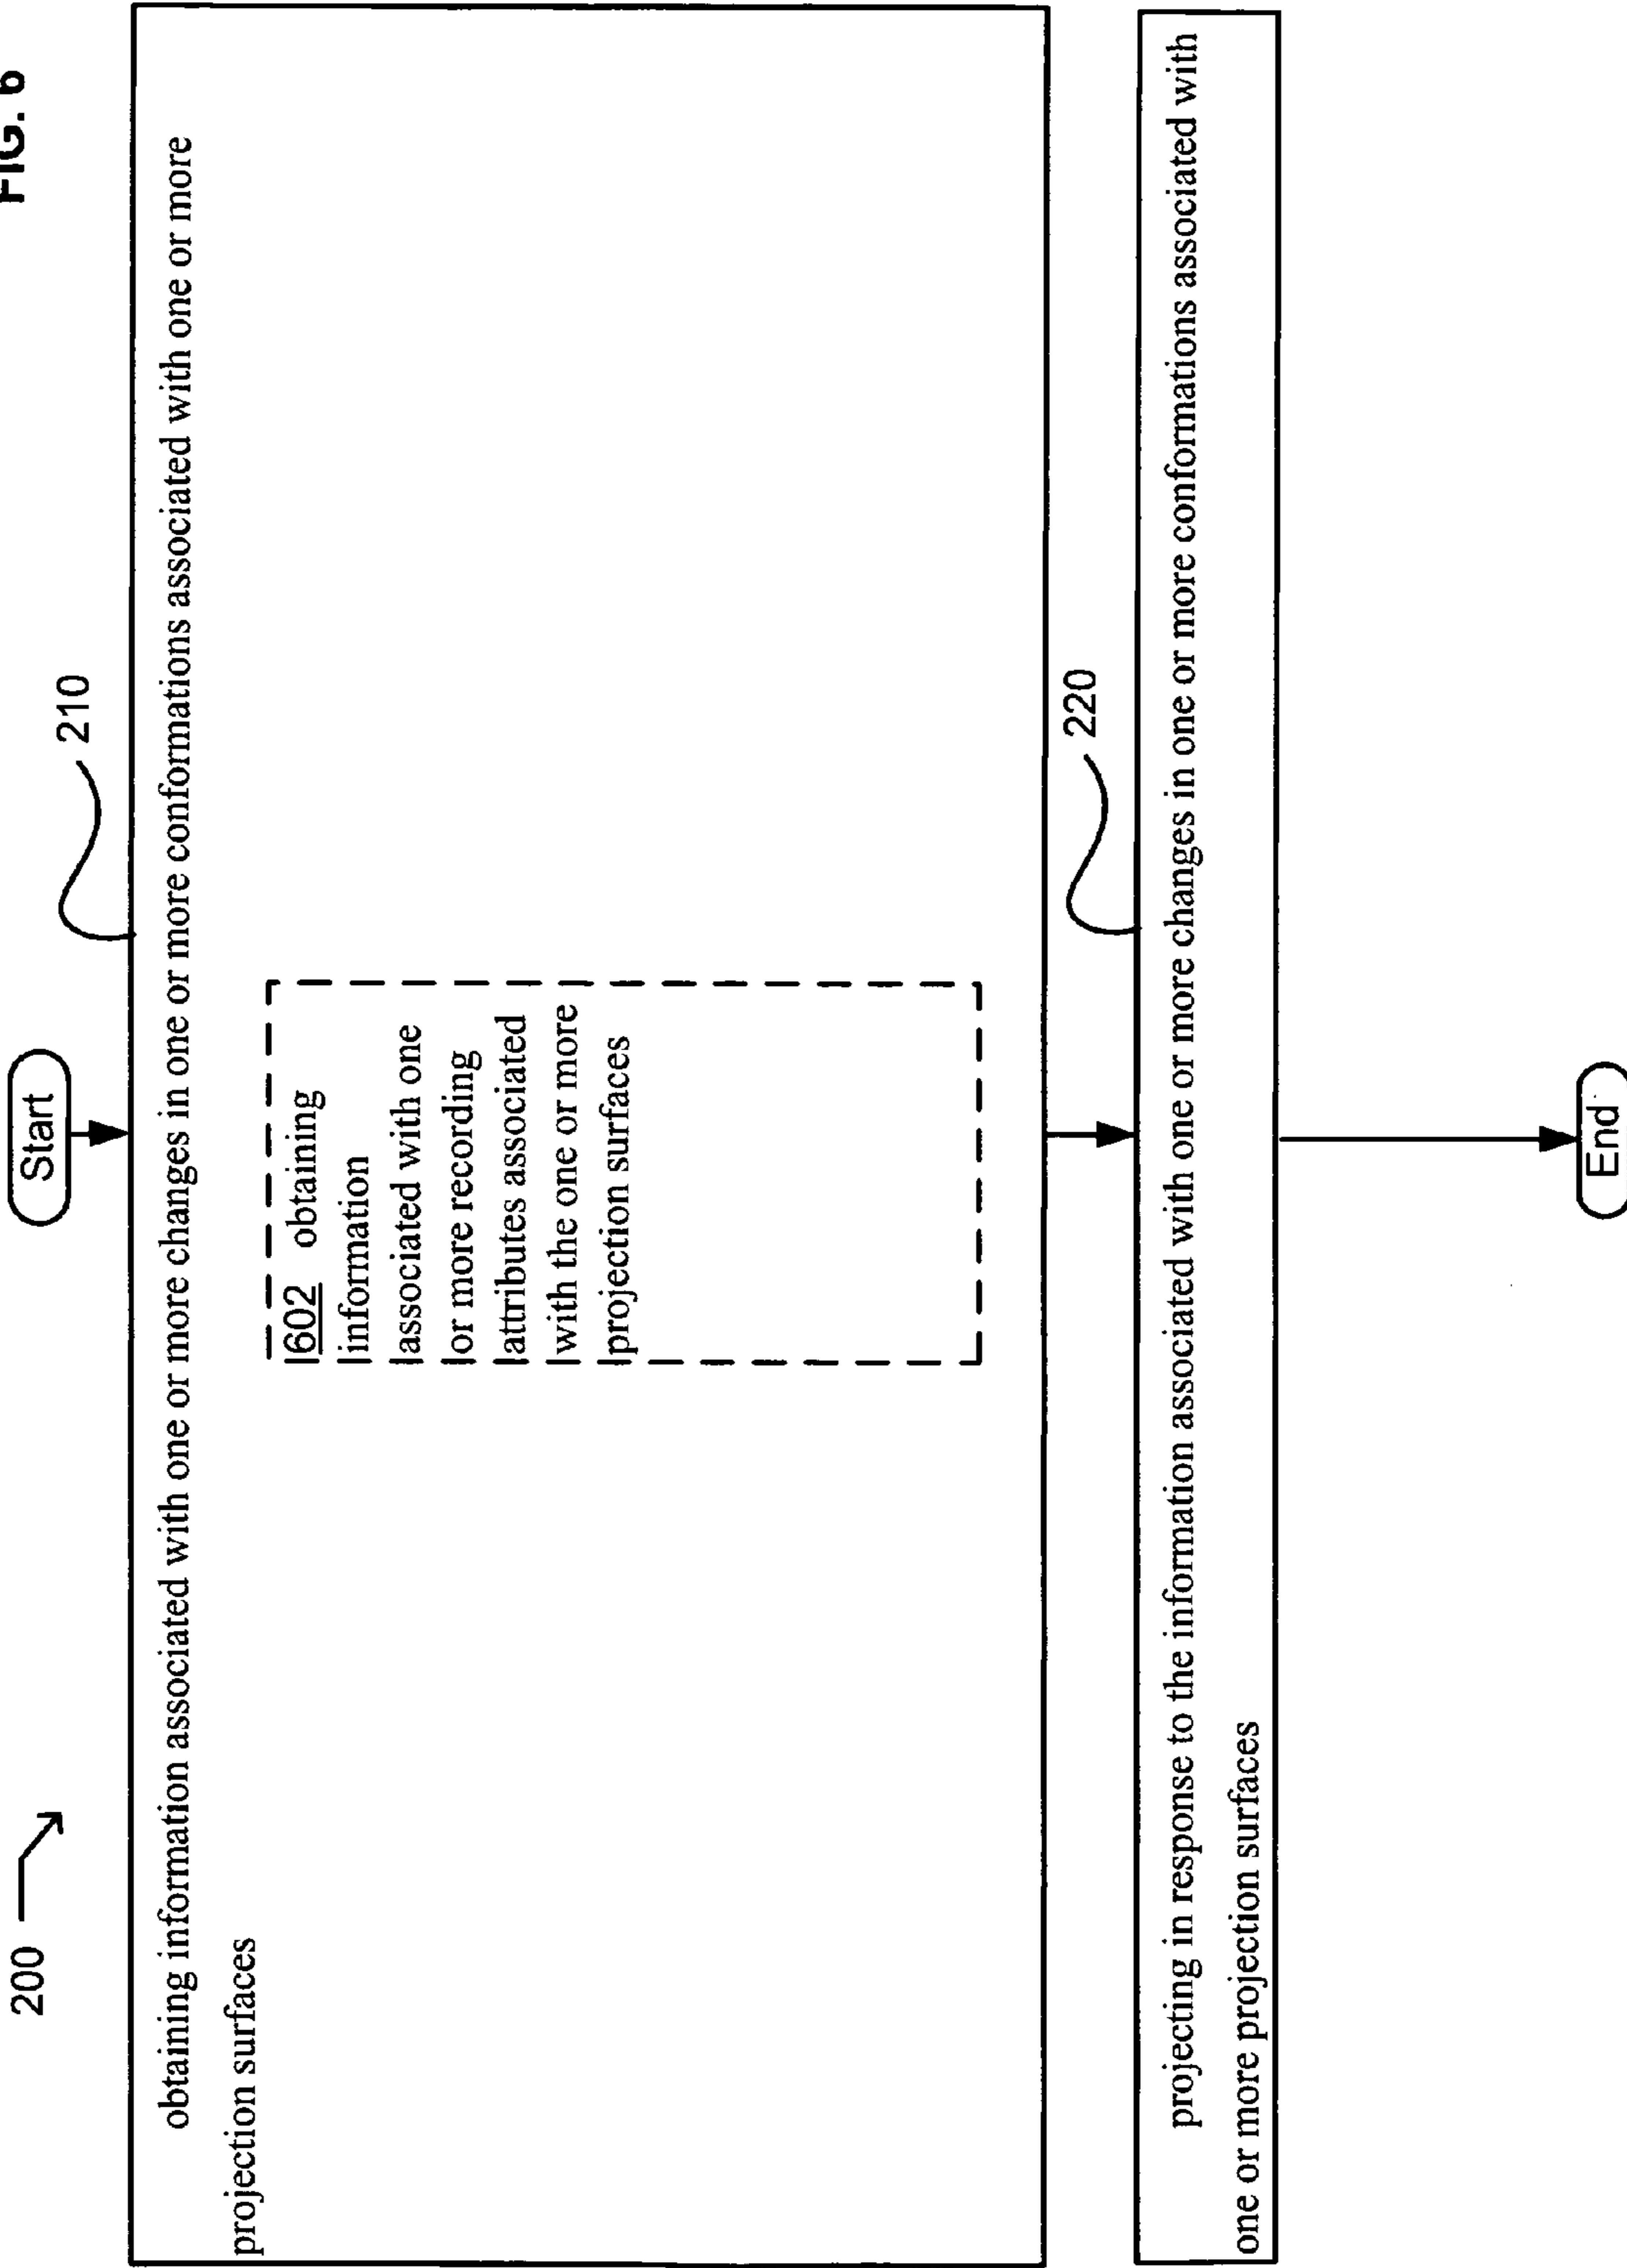 FIG. 6
200
Start
210
obtaining information associated with one or more changes in one or more conformations associated with one or more
projection surfaces
602 obtaining
information
associated with one
or more recording
attributes associated
with the one or more
projection surfaces
220
projecting in response to the information associated with one or more changes in one or more conformations associated with
one or more projection surfaces
End